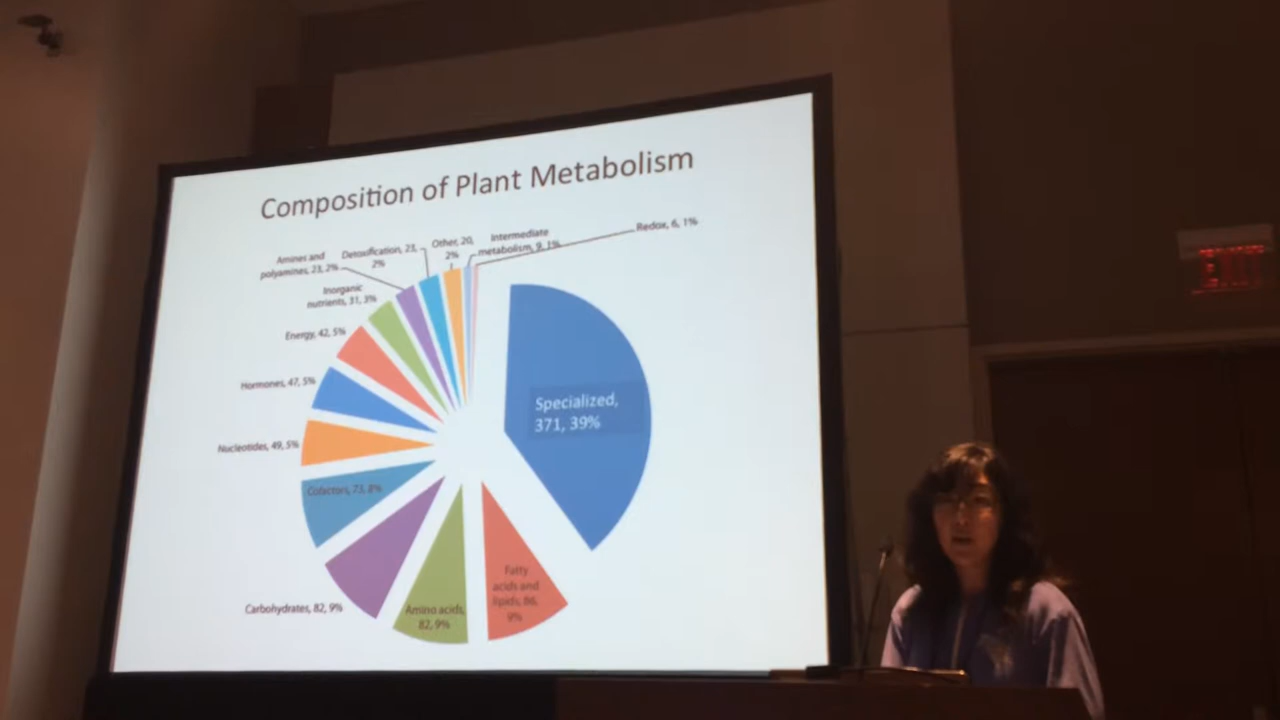 Composition of Plant Metabolism
Redox, 6, 1%
Intermediate
metabolism, 9, 1%
Other, 20,
2%
Detoxification, 23,
2%
Amines and
polyamines, 23, 2%
Inorganic
nutrients, 31, 3%
Energy, 42, 5%
Hormones, 47, 5%
Nucleotides, 49, 5%
Cofactors, 73, 8%
Carbohydrates, 82, 9%
Amino acids,
82, 9%
Fatty
acids and
lipids, 86,
9%
Specialized,
371, 39%